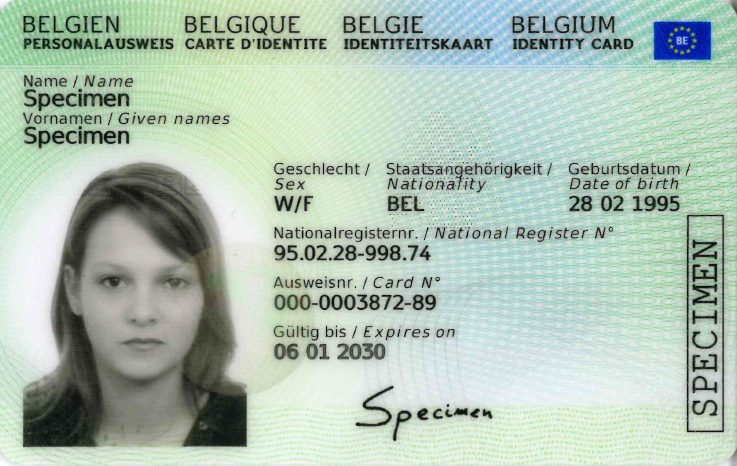 BELGIEN BELGIQUE BELGIE BELGIUM
PERSONALAUSWEIS CARTE D'IDENTITE IDENTITEITSKAART IDENTITY CARD
BE
Name / Name
Specimen
Vornamen / Given names
Specimen
Geschlecht / Staatsangehörigkeit / Geburtsdatum /
Sex Nationality Date of birth
W/F BEL 28 02 1995
Nationalregisternr. / National Register N°
95.02.28-998.74
Ausweisnr. / Card N°
000-0003872-89
Gültig bis / Expires on
06 01 2030
Specimen
SPECIMEN